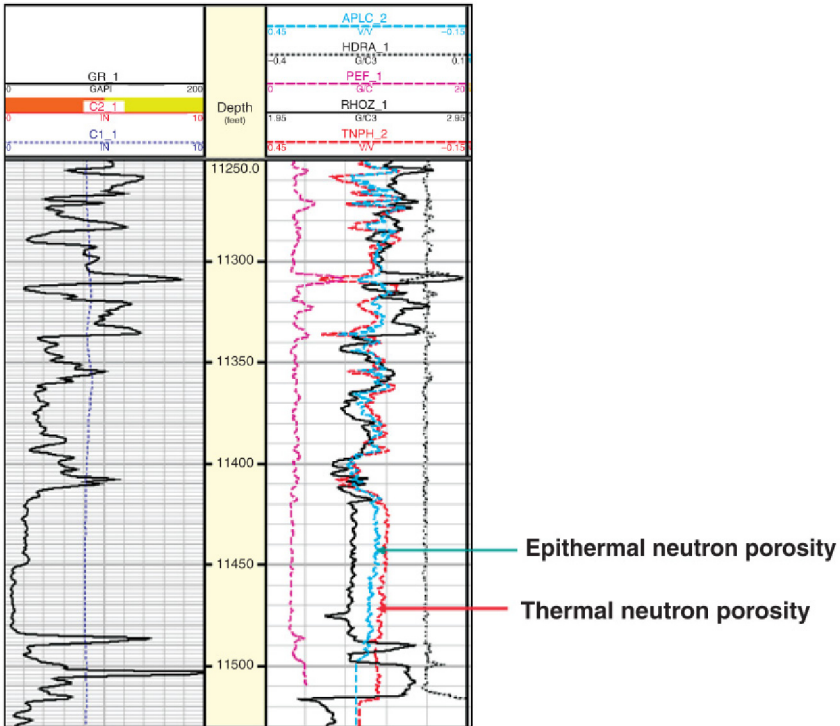 GR_1
0 GAPI 200
C2_1
0 IN 10
C1_1
0 IN 10
Depth
(feet)
APLC_2
0.45 V/V −0.15
HDRA_1
−0.4 G/C3 0.1
PEF_1
0 G/C 20
RHOZ_1
1.95 G/C3 2.95
TNPH_2
0.45 V/V −0.15
11250.0
11300
11350
11400
11450
11500
Epithermal neutron porosity
Thermal neutron porosity